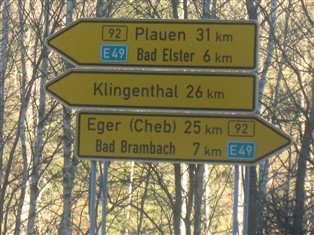 92 Plauen 31 km
E49 Bad Elster 6 km
Klingenthal 26 km
Eger (Cheb) 25 km 92
Bad Brambach 7 km E49